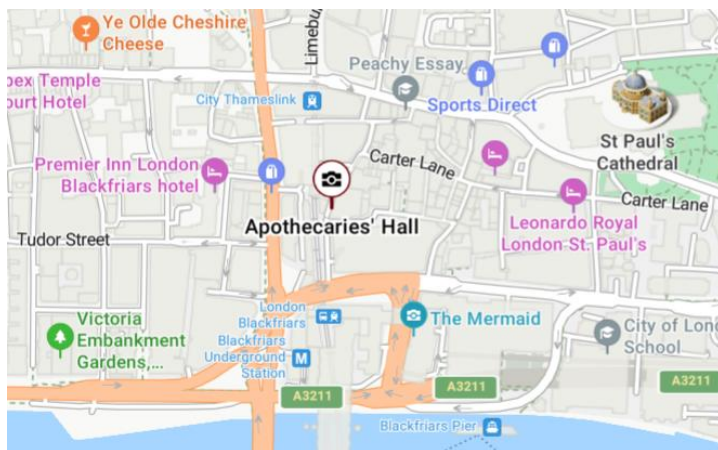 Ye Olde Cheshire
Cheese
Limebu
Peachy Essay
pex Temple
ourt Hotel
City Thameslink
Sports Direct
St Paul's
Cathedral
Premier Inn London
Blackfriars hotel
Carter Lane
Carter Lane
Apothecaries' Hall
Leonardo Royal
London St. Paul's
Tudor Street
London
Blackfriars
Blackfriars
Underground
Station
The Mermaid
Victoria
Embankment
Gardens,...
City of Lond
School
A3211
A3211
A3211
Blackfriars Pier